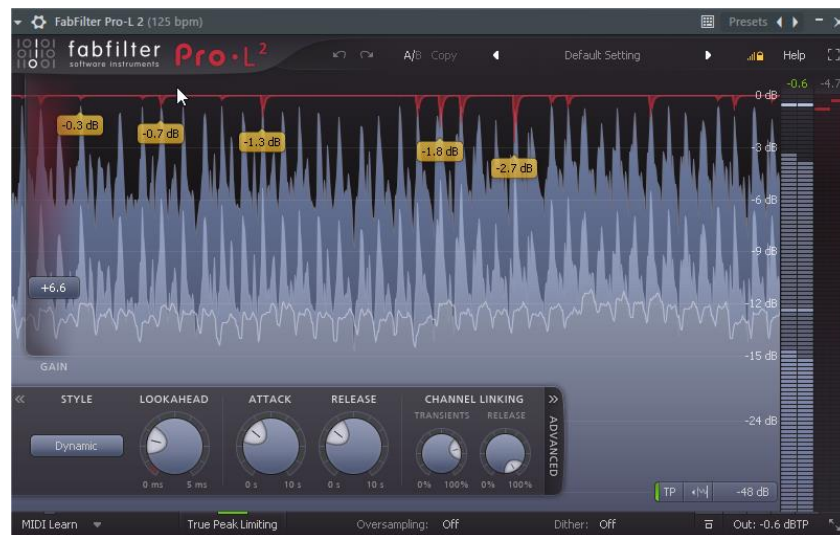 FabFilter Pro-L 2 (125 bpm) Presets
fabfilter Pro·L 2
software instruments
A/B Copy Default Setting Help
-0.6 -4.7
0 dB
-0.3 dB
-0.7 dB
-1.3 dB
-1.8 dB
-2.7 dB
-3 dB
-6 dB
-9 dB
+6.6
-12 dB
-15 dB
GAIN
STYLE LOOKAHEAD ATTACK RELEASE CHANNEL LINKING
TRANSIENTS RELEASE
Dynamic
0 ms 5 ms 0 s 10 s 0 s 10 s 0% 100% 0% 100%
ADVANCED
-24 dB
TP -48 dB
MIDI Learn True Peak Limiting Oversampling: Off Dither: Off Out: -0.6 dBTP